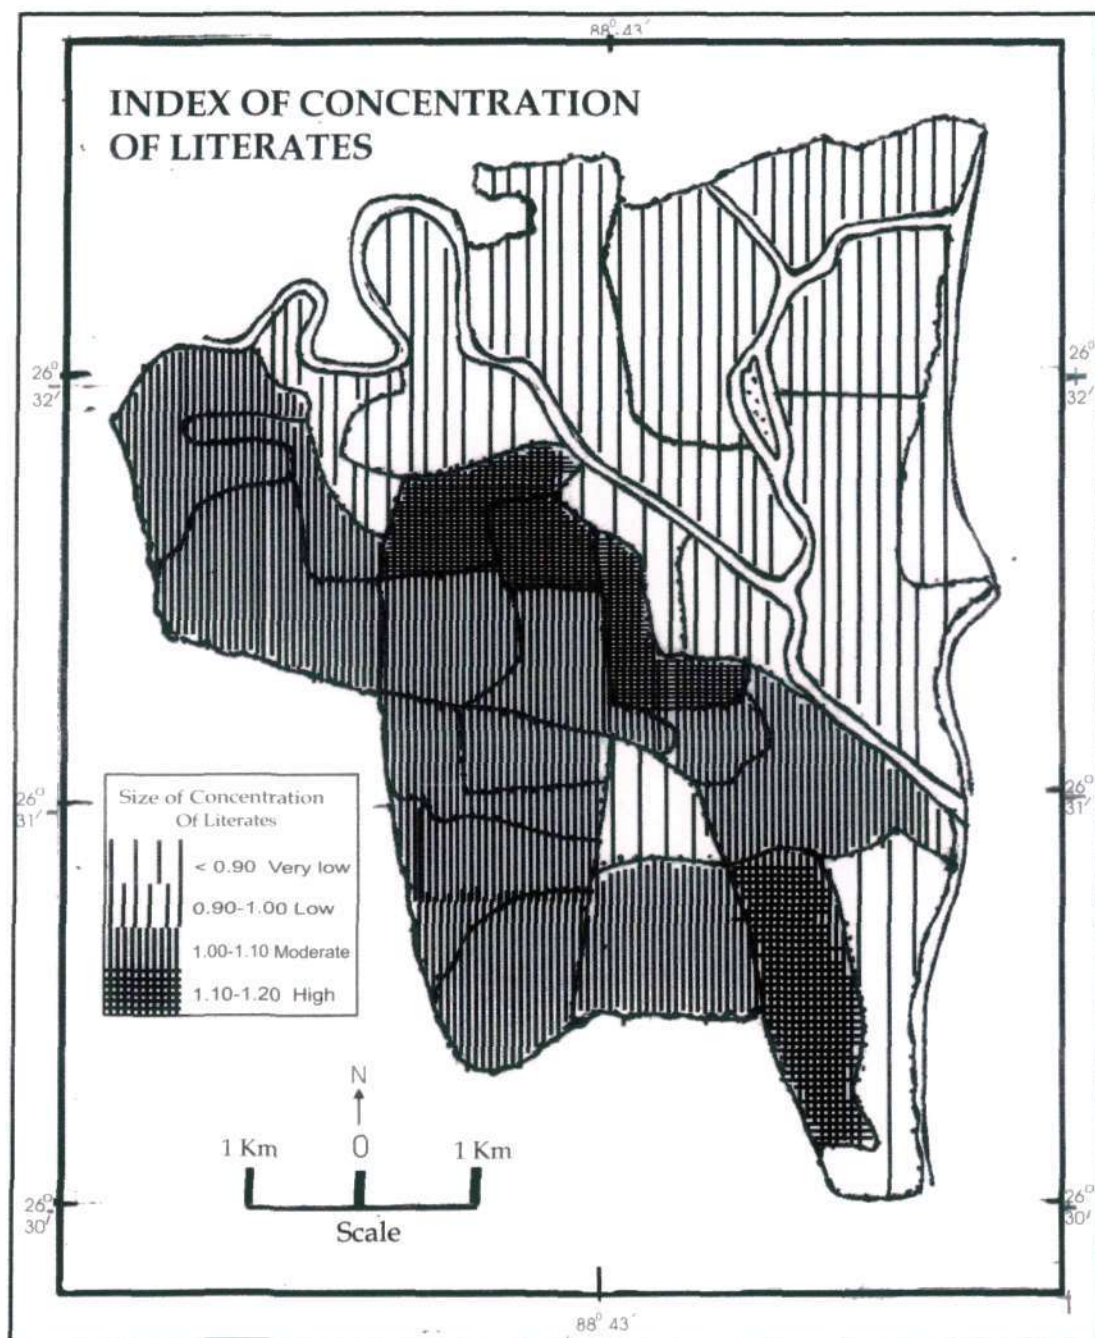 88° 43'
INDEX OF CONCENTRATION
OF LITERATES
26°
32'
26°
32'
26°
31'
26°
31'
Size of Concentration
Of Literates
< 0.90 Very low
0.90-1.00 Low
1.00-1.10 Moderate
1.10-1.20 High
N
1 Km 0 1 Km
Scale
26°
30'
26°
30'
88° 43'